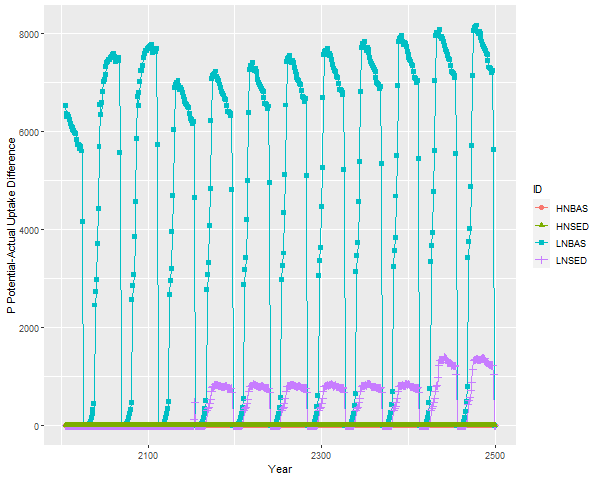 8000
6000
4000
2000
0
P Potential-Actual Uptake Difference
2100
2300
2500
Year
ID
HNBAS
HNSED
LNBAS
LNSED